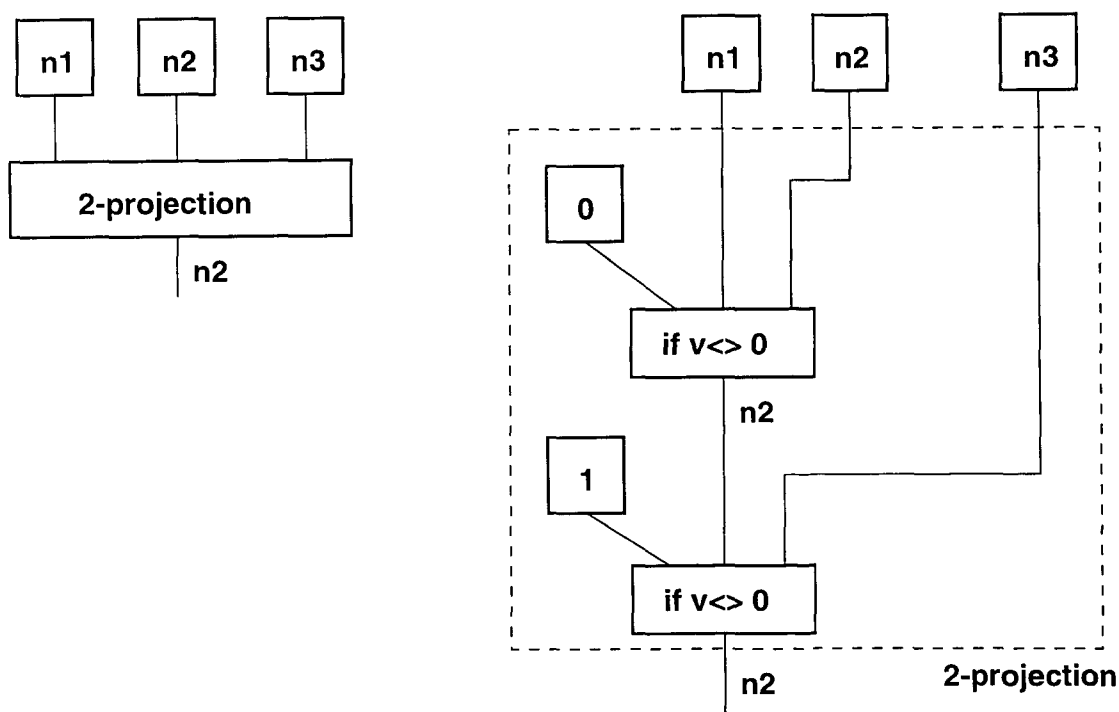 n1 n2 n3
2-projection
n2
n1 n2 n3
0
if v<> 0
n2
1
if v<> 0
n2
2-projection